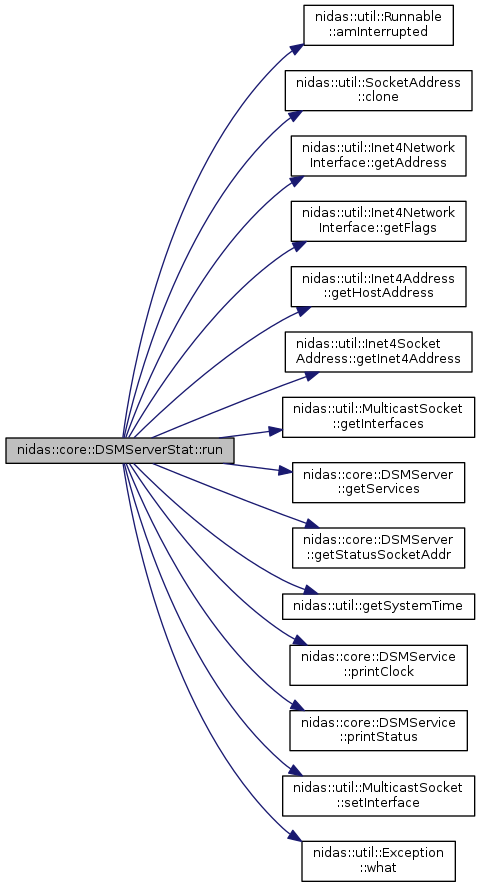 nidas::util::Runnable
::amInterrupted
nidas::util::SocketAddress
::clone
nidas::util::Inet4Network
Interface::getAddress
nidas::util::Inet4Network
Interface::getFlags
nidas::util::Inet4Address
::getHostAddress
nidas::util::Inet4Socket
Address::getInet4Address
nidas::util::MulticastSocket
::getInterfaces
nidas::core::DSMServerStat::run
nidas::core::DSMServer
::getServices
nidas::core::DSMServer
::getStatusSocketAddr
nidas::util::getSystemTime
nidas::core::DSMService
::printClock
nidas::core::DSMService
::printStatus
nidas::util::MulticastSocket
::setInterface
nidas::util::Exception
::what